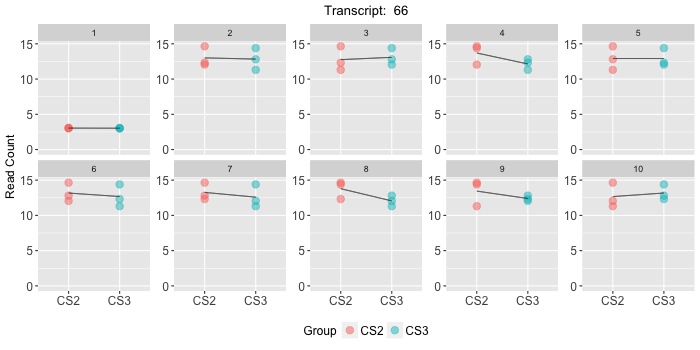 Transcript: 66
1 2 3 4 5
15
10
5
0
6 7 8 9 10
15
10
5
0
Read Count
CS2 CS3 CS2 CS3 CS2 CS3 CS2 CS3 CS2 CS3
Group CS2 CS3